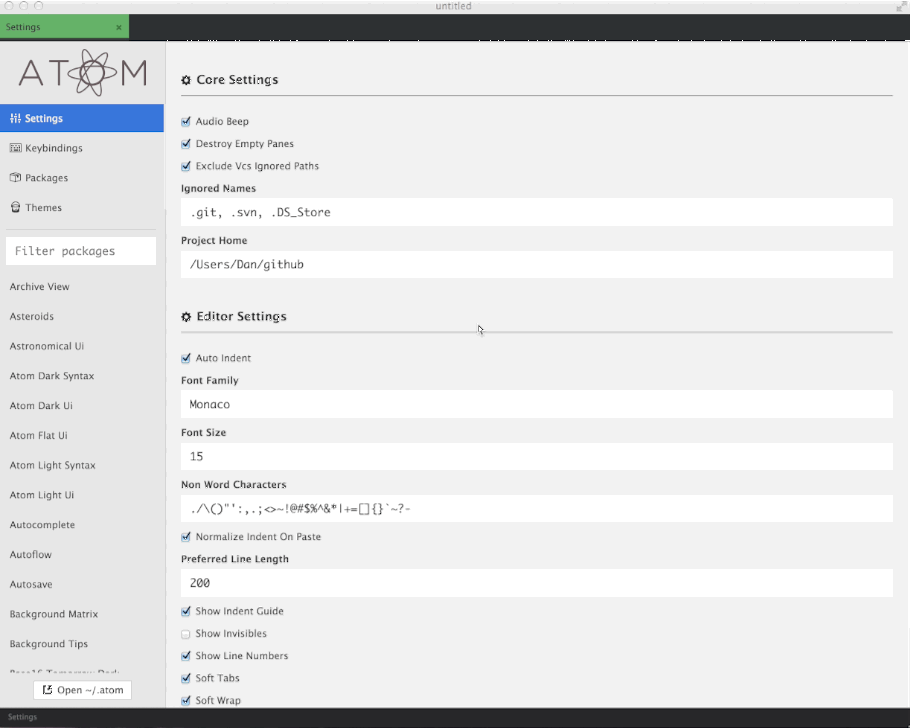 untitled
Settings ×
ATOM
Settings
Keybindings
Packages
Themes
Filter packages
Archive View
Asteroids
Astronomical Ui
Atom Dark Syntax
Atom Dark Ui
Atom Flat Ui
Atom Light Syntax
Atom Light Ui
Autocomplete
Autoflow
Autosave
Background Matrix
Background Tips
Base16 Tomorrow Dark
Open ~/.atom
Core Settings
Audio Beep
Destroy Empty Panes
Exclude Vcs Ignored Paths
Ignored Names
.git, .svn, .DS_Store
Project Home
/Users/Dan/github
Editor Settings
Auto Indent
Font Family
Monaco
Font Size
15
Non Word Characters
./\()"':,.;<>~!@#$%^&*|+=[]{}`~?-
Normalize Indent On Paste
Preferred Line Length
200
Show Indent Guide
Show Invisibles
Show Line Numbers
Soft Tabs
Soft Wrap
Settings